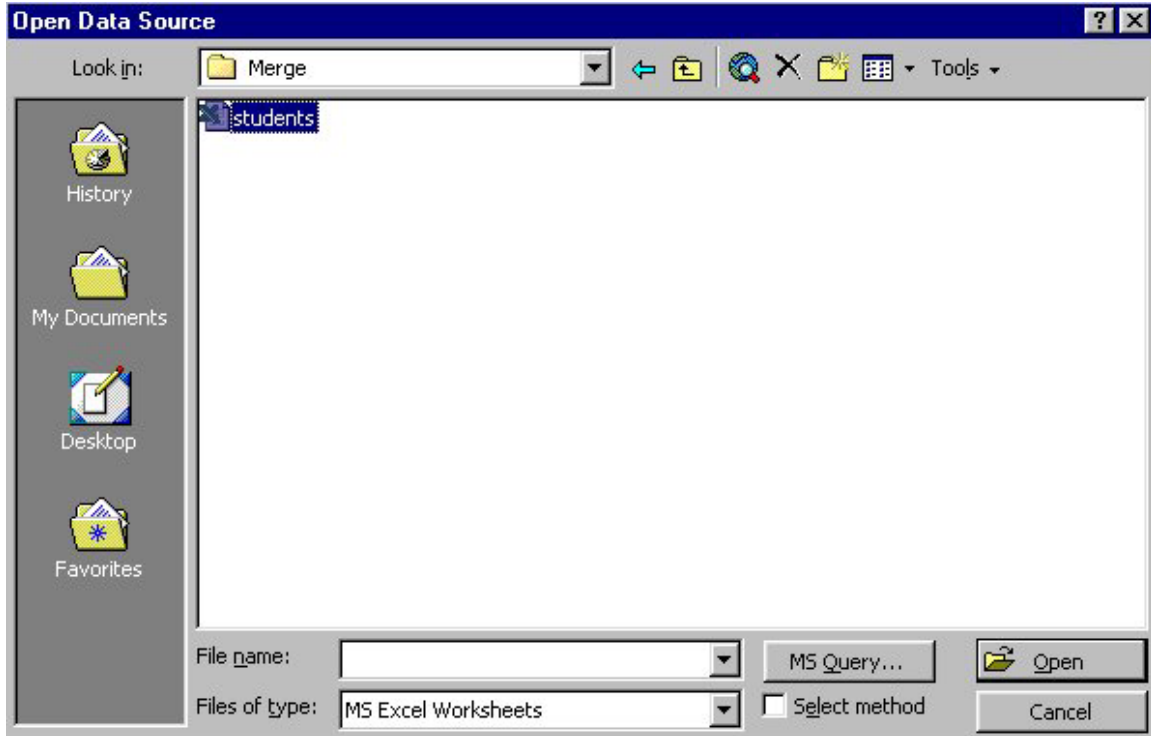 Open Data Source
Look in: Merge Tools
students
History
My Documents
Desktop
Favorites
File name: MS Query... Open
Files of type: MS Excel Worksheets Select method Cancel